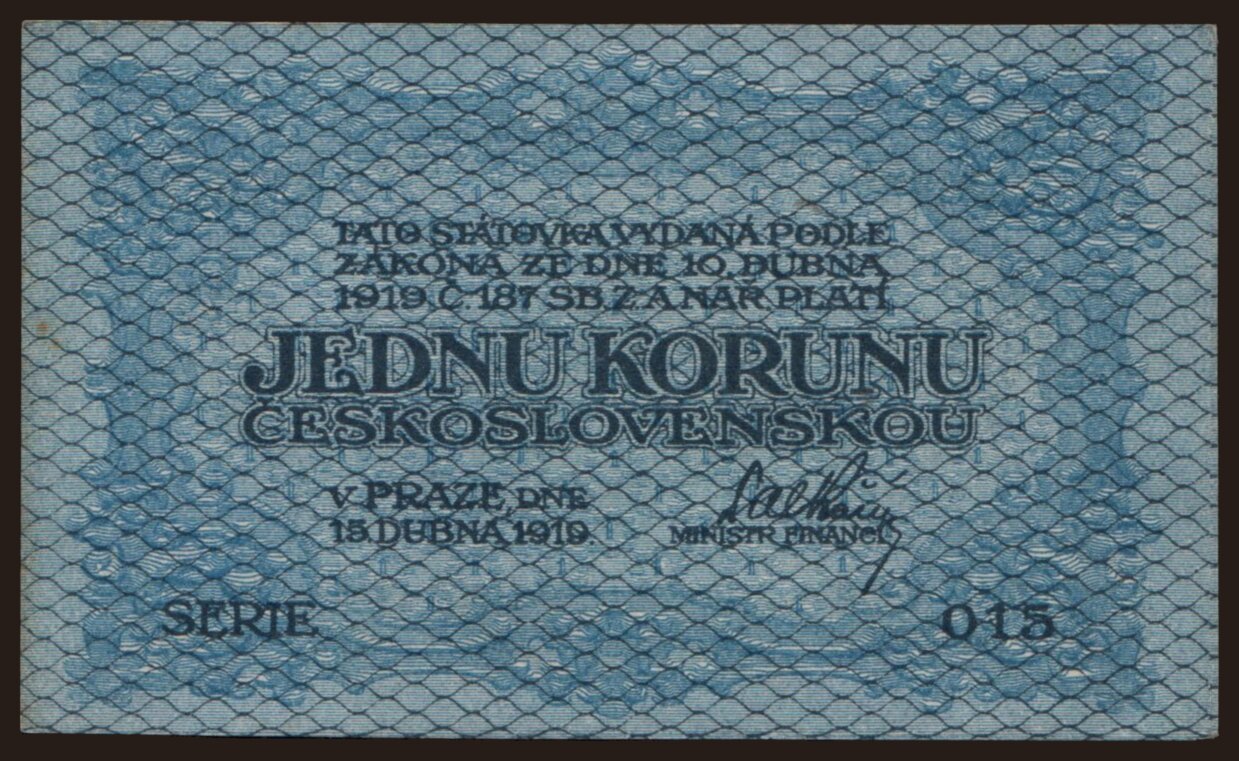 TATO STÁTOVKA VYDANÁ PODLE
ZÁKONA ZE DNE 10. DUBNA
1919 Č. 187 SB. Z. A NAŘ. PLATÍ
JEDNU KORUNU
ČESKOSLOVENSKOU
V PRAZE, DNE
15. DUBNA 1919.
MINISTR FINANCÍ
SERIE 015